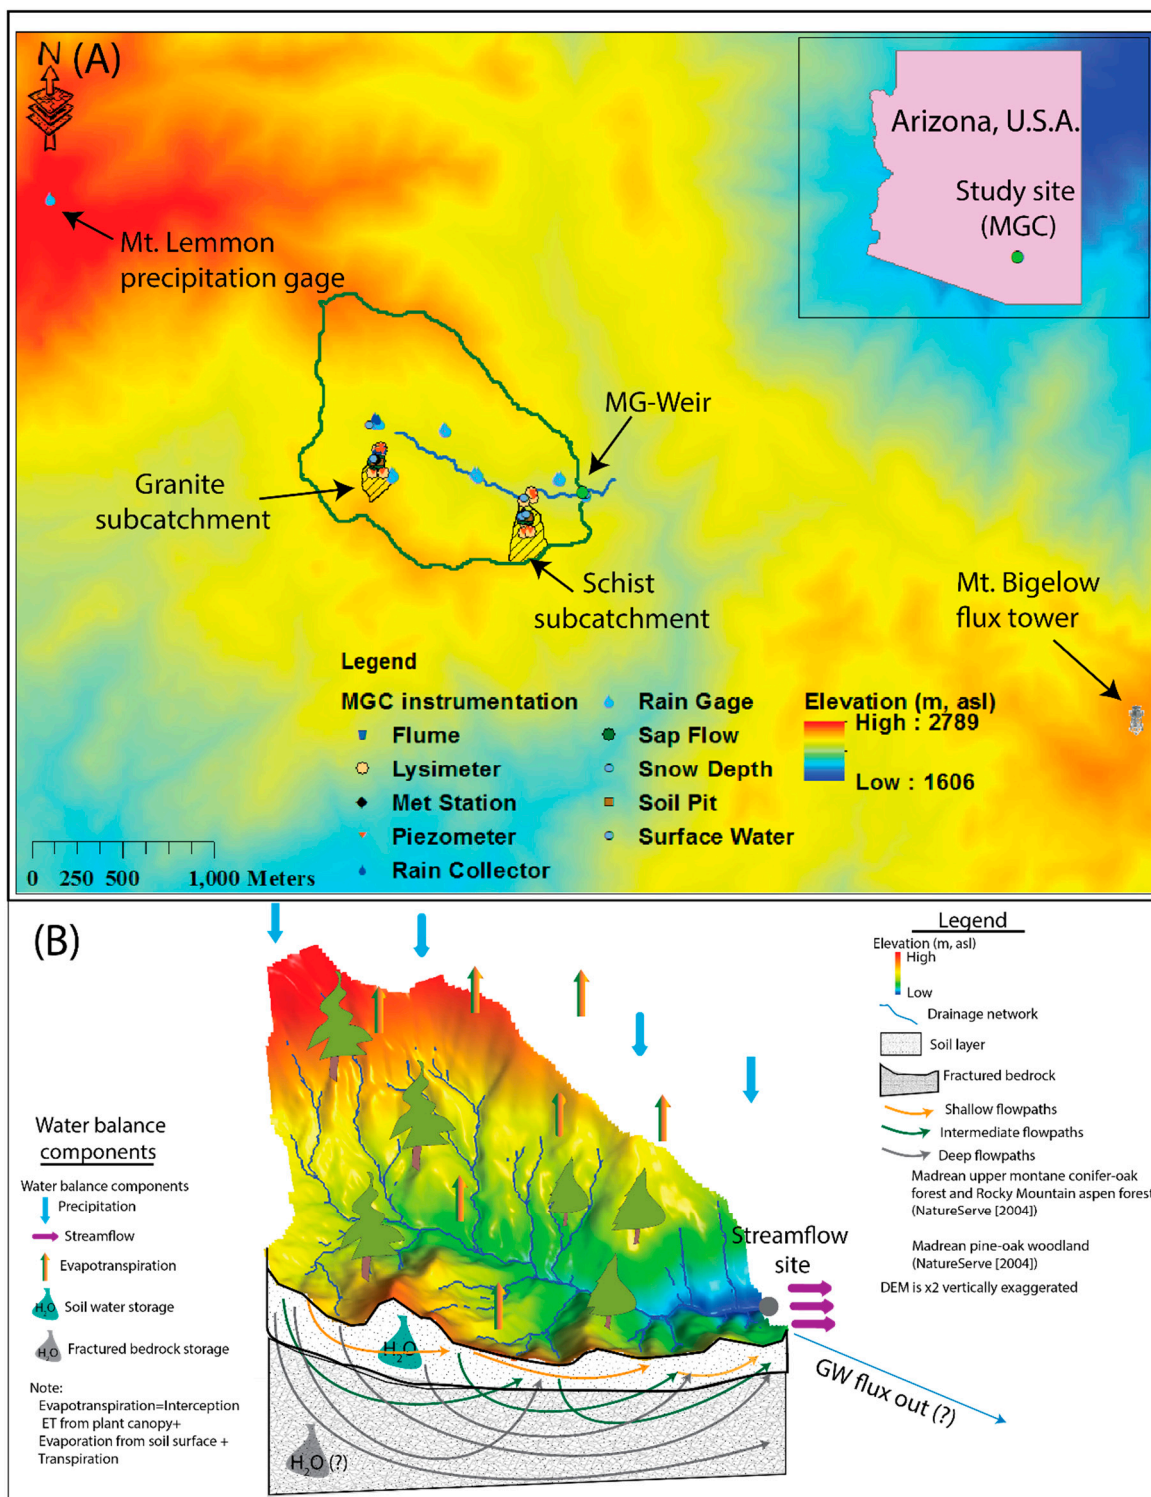 N
(A)
Arizona, U.S.A.
Study site
(MGC)
Mt. Lemmon
precipitation gage
MG-Weir
Granite
subcatchment
Schist
subcatchment
Mt. Bigelow
flux tower
Legend
MGC instrumentation
Flume
Lysimeter
Met Station
Piezometer
Rain Collector
Rain Gage
Sap Flow
Snow Depth
Soil Pit
Surface Water
Elevation (m, asl)
High : 2789
Low : 1606
0 250 500 1,000 Meters
(B)
Legend
Elevation (m, asl)
High
Low
Drainage network
Soil layer
Fractured bedrock
Shallow flowpaths
Intermediate flowpaths
Deep flowpaths
Madrean upper montane conifer-oak
forest and Rocky Mountain aspen forest
(NatureServe [2004])
Madrean pine-oak woodland
(NatureServe [2004])
DEM is x2 vertically exaggerated
Water balance
components
Water balance components
Precipitation
Streamflow
Evapotranspiration
H2O Soil water storage
H2O Fractured bedrock storage
Note:
Evapotranspiration=Interception
ET from plant canopy+
Evaporation from soil surface +
Transpiration
Streamflow
site
H2O
H2O (?)
GW flux out (?)